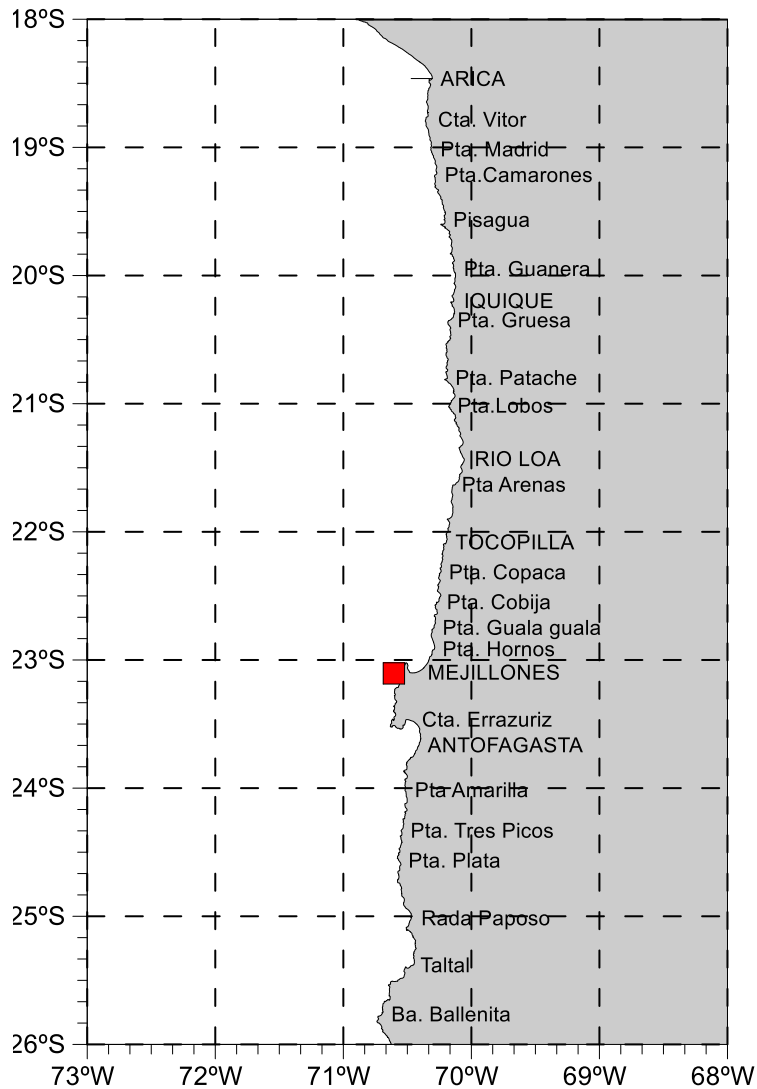 18ºS
ARICA
Cta. Vitor
19ºS
Pta. Madrid
Pta.Camarones
Pisagua
20ºS
Pta. Guanera
IQUIQUE
Pta. Gruesa
Pta. Patache
21ºS
Pta.Lobos
RIO LOA
Pta Arenas
22ºS
TOCOPILLA
Pta. Copaca
Pta. Cobija
Pta. Guala guala
Pta. Hornos
23ºS
MEJILLONES
Cta. Errazuriz
ANTOFAGASTA
24ºS
Pta Amarilla
Pta. Tres Picos
Pta. Plata
25ºS
Rada Paposo
Taltal
Ba. Ballenita
26ºS
73ºW 72ºW 71ºW 70ºW 69ºW 68ºW